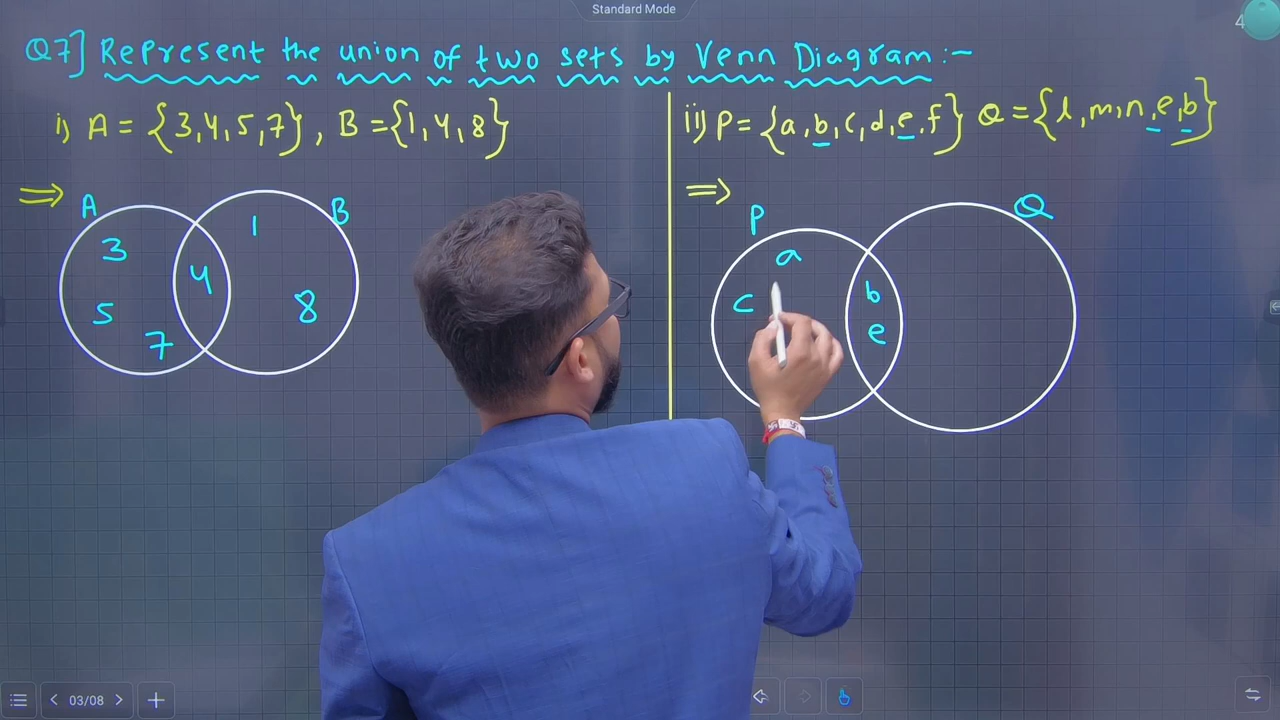 Standard Mode
4
Q7] Represent the union of two sets by Venn Diagram :-
i) A = {3,4,5,7}, B = {1,4,8}
ii) P = {a,b,c,d,e,f} Q = {l,m,n,e,b}
⇒
A
B
3
1
4
5
8
7
⇒
P
Q
a
b
c
e
03/08